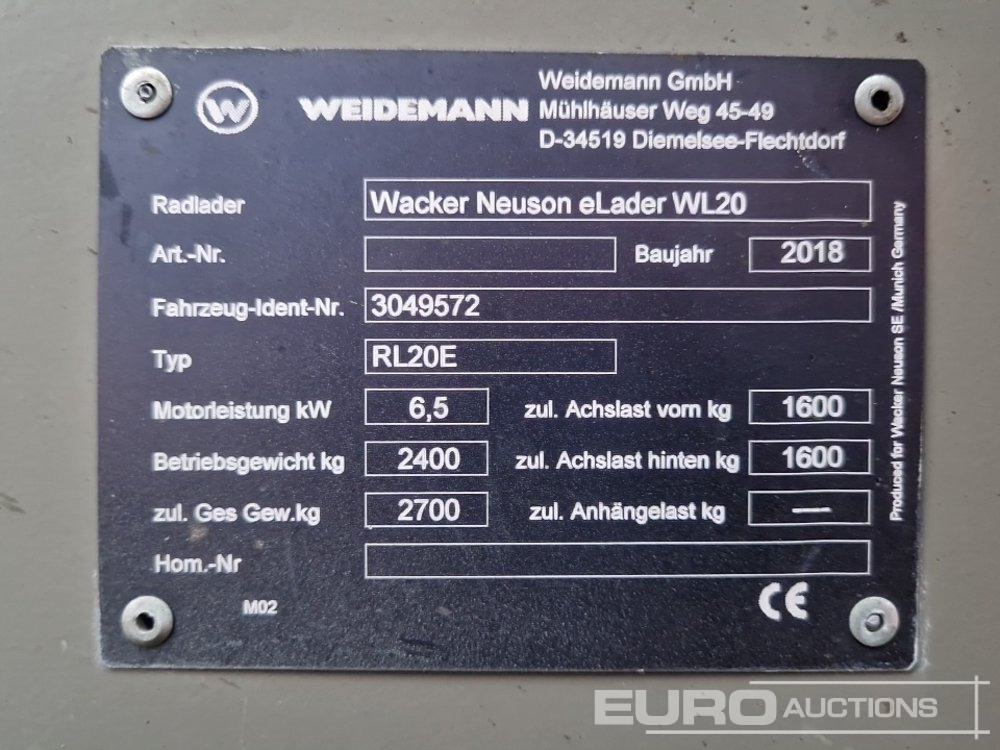 W WEIDEMANN
Weidemann GmbH
Mühlhäuser Weg 45-49
D-34519 Diemelsee-Flechtdorf
Radlader Wacker Neuson eLader WL20
Art.-Nr. Baujahr 2018
Fahrzeug-Ident-Nr. 3049572
Typ RL20E
Motorleistung kW 6,5 zul. Achslast vorn kg 1600
Betriebsgewicht kg 2400 zul. Achslast hinten kg 1600
zul. Ges Gew.kg 2700 zul. Anhängelast kg —
Hom.-Nr
M02 CE
Produced for Wacker Neuson SE /Munich Germany
EURO AUCTIONS